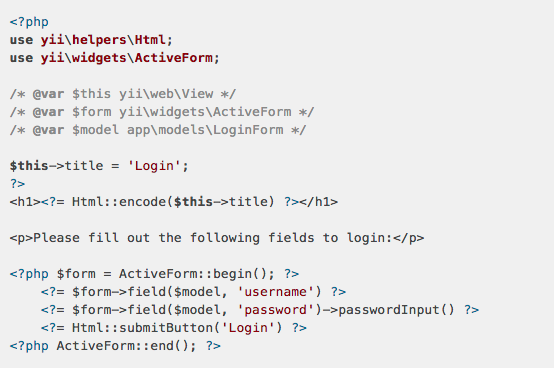 <?php
use yii\helpers\Html;
use yii\widgets\ActiveForm;
/* @var $this yii\web\View */
/* @var $form yii\widgets\ActiveForm */
/* @var $model app\models\LoginForm */
$this->title = 'Login';
?>
<h1><?= Html::encode($this->title) ?></h1>
<p>Please fill out the following fields to login:</p>
<?php $form = ActiveForm::begin(); ?>
    <?= $form->field($model, 'username') ?>
    <?= $form->field($model, 'password')->passwordInput() ?>
    <?= Html::submitButton('Login') ?>
<?php ActiveForm::end(); ?>